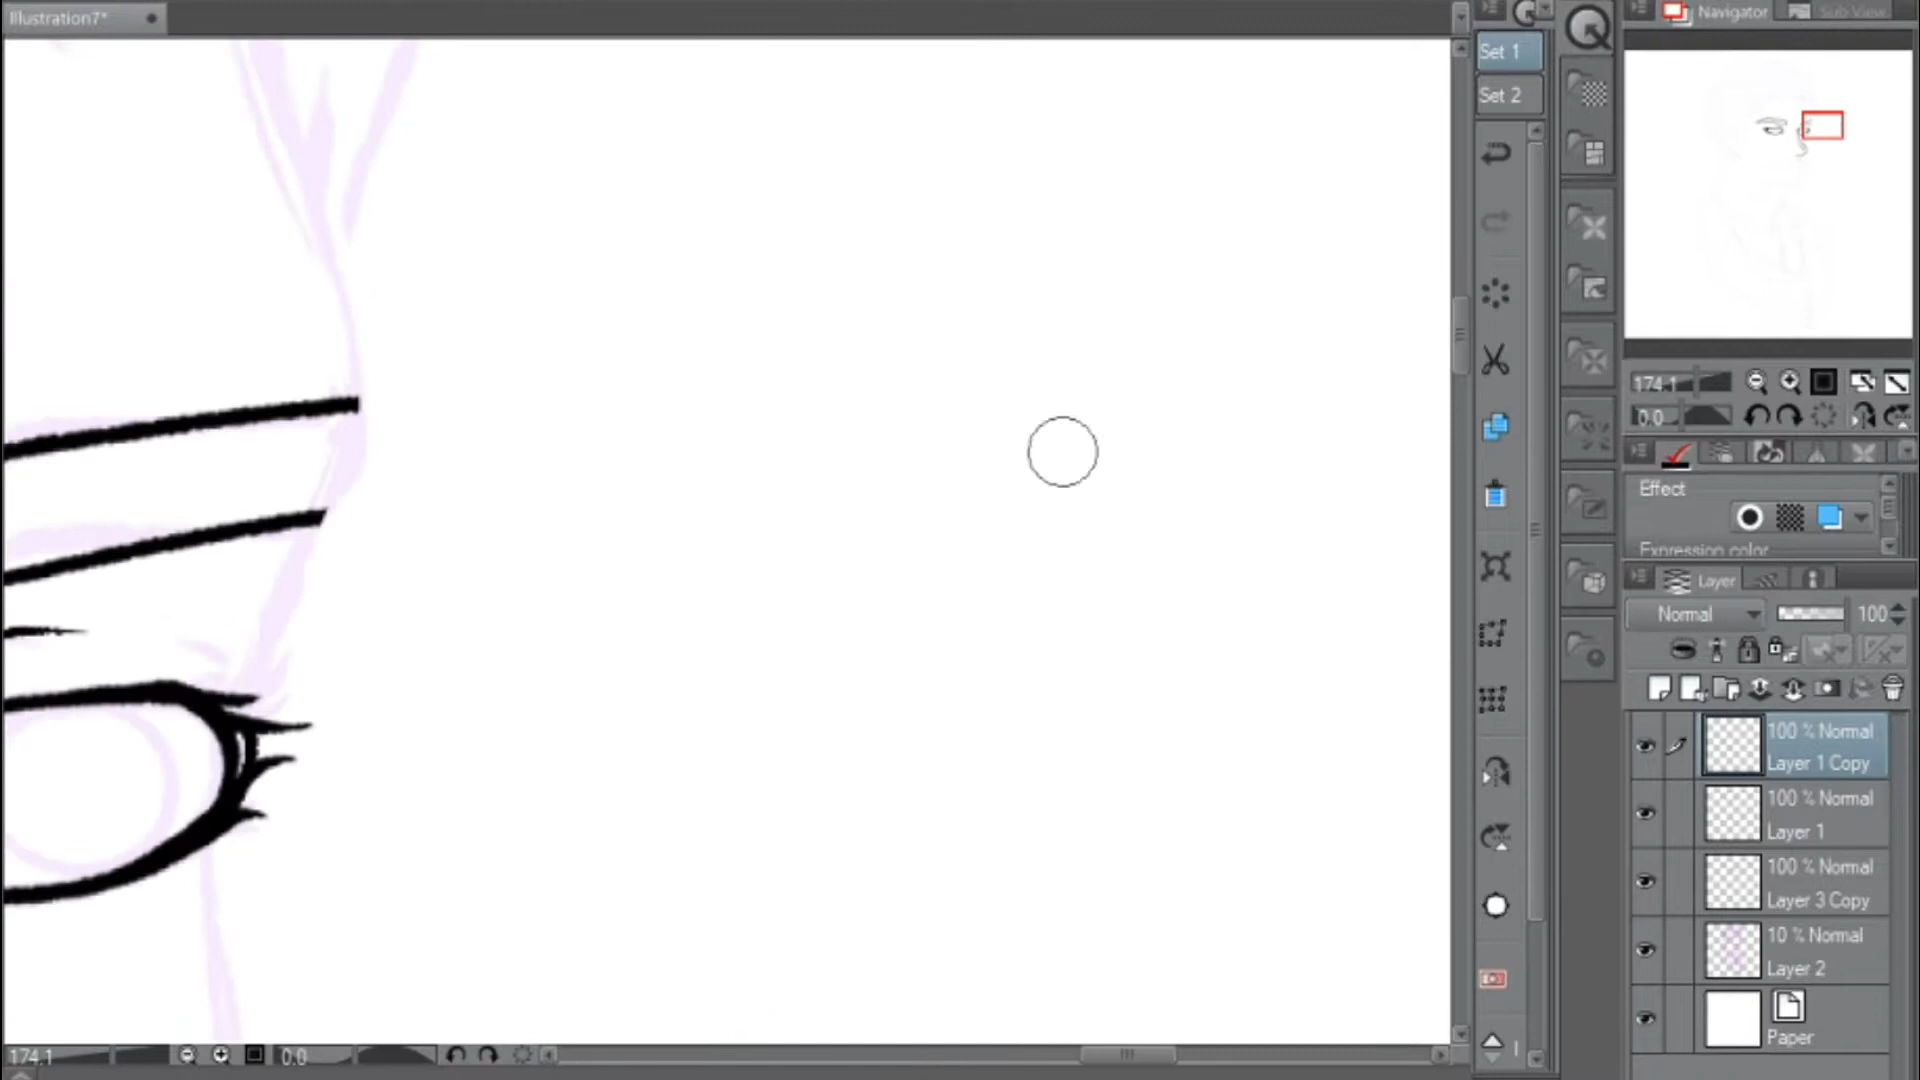 Illustration7*
Set 1
Set 2
Navigator
Sub View
174.1
0.0
Effect
Expression color
Layer
Normal
100
100 % Normal
Layer 1 Copy
100 % Normal
Layer 1
100 % Normal
Layer 3 Copy
10 % Normal
Layer 2
Paper
174.1
0.0